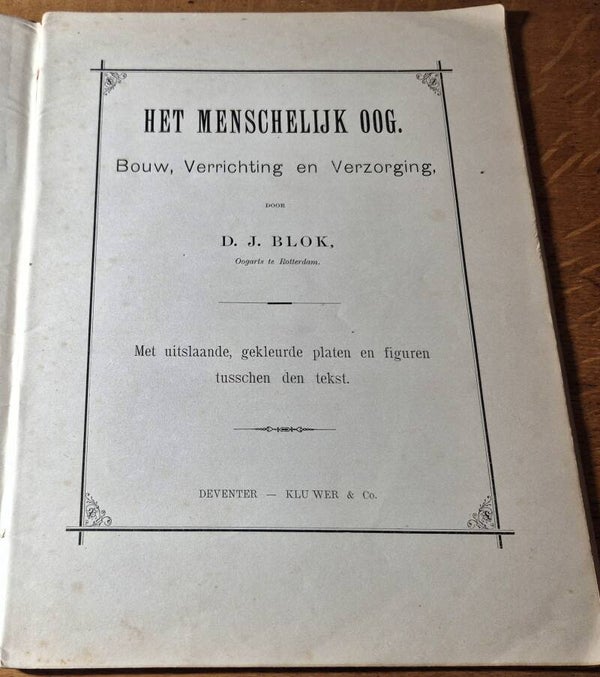 HET MENSCHELIJK OOG.
Bouw, Verrichting en Verzorging,
DOOR
D. J. BLOK,
Oogarts te Rotterdam.
Met uitslaande, gekleurde platen en figuren
tusschen den tekst.
DEVENTER — KLUWER & Co.